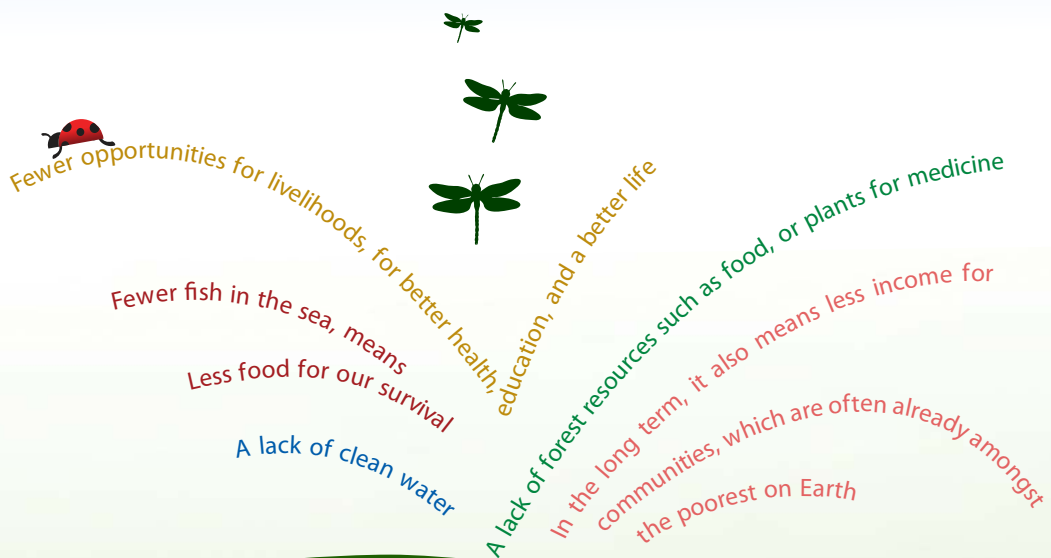 Fewer opportunities for livelihoods, for better health,
education, and a better life
Fewer fish in the sea, means
Less food for our survival
A lack of clean water
A lack of forest resources such as food, or plants for medicine
In the long term, it also means less income for
communities, which are often already amongst
the poorest on Earth